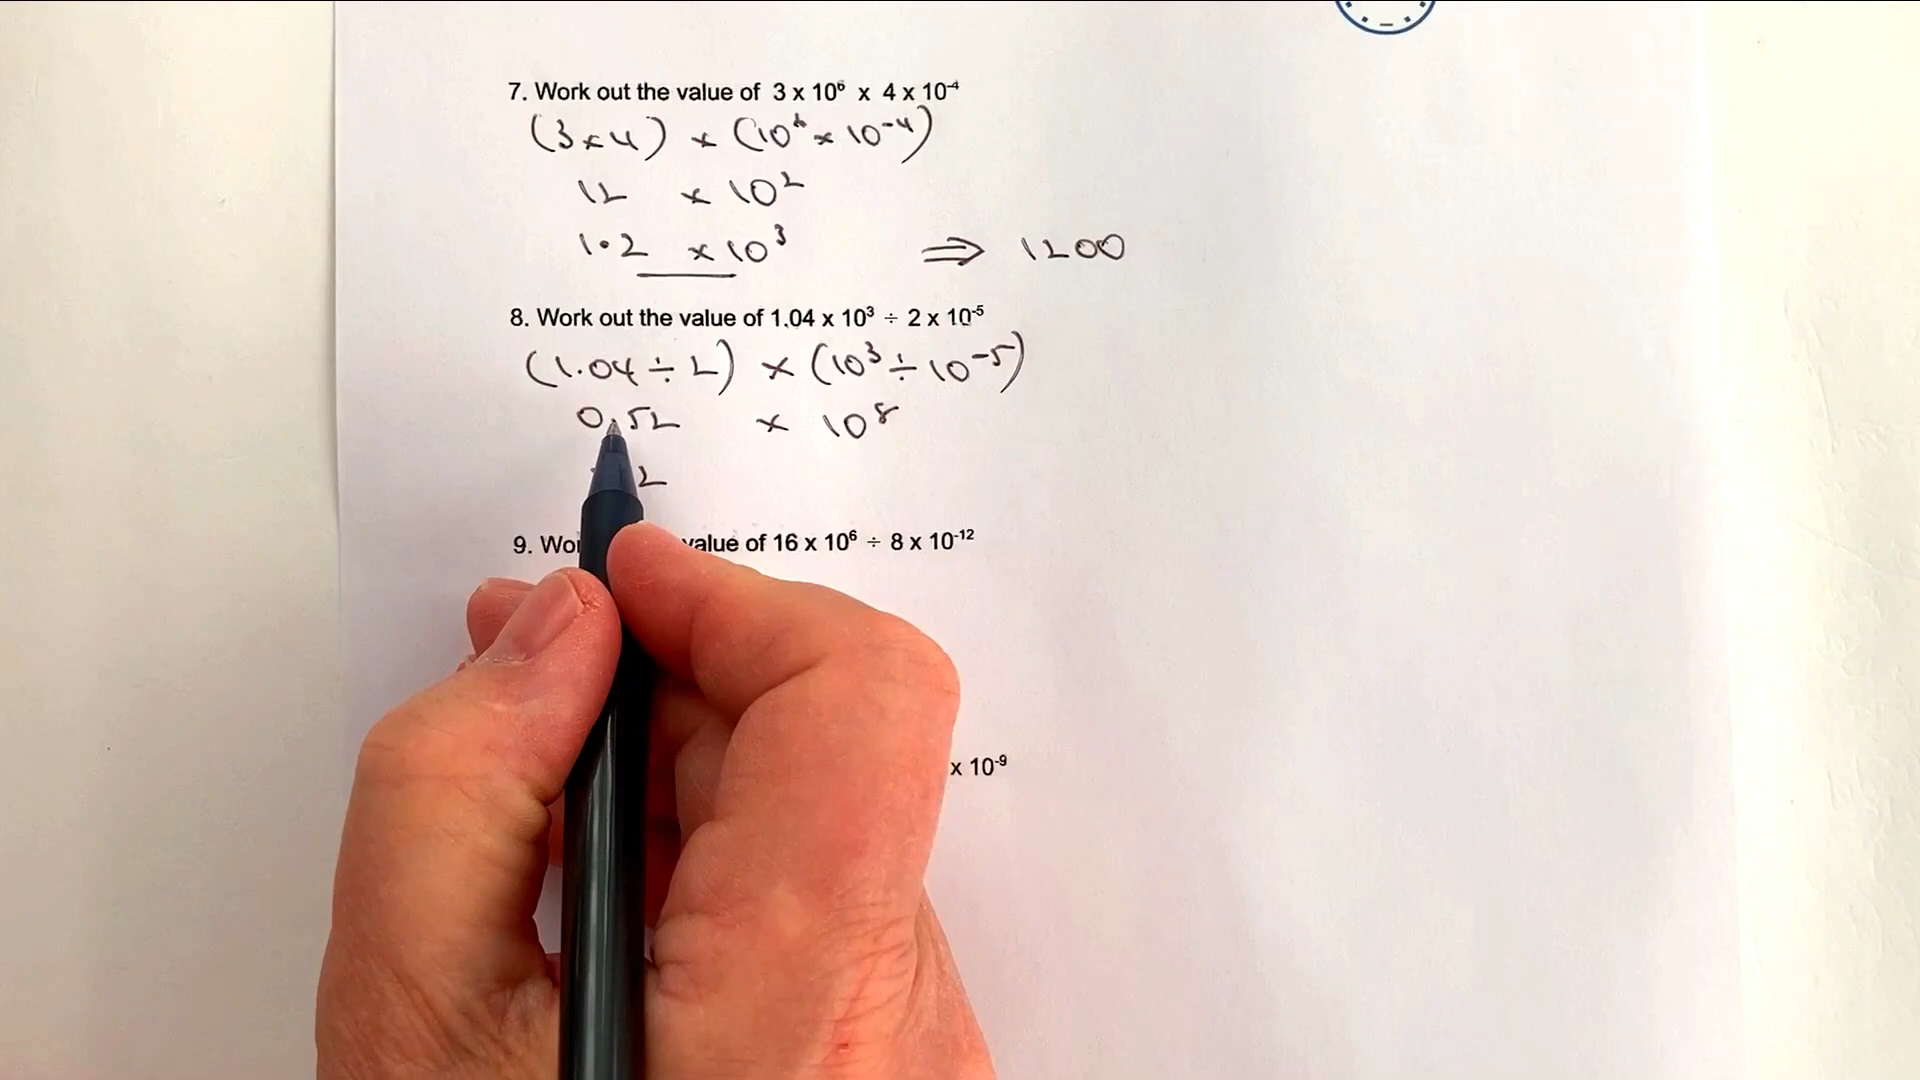 7. Work out the value of 3 x 10⁶ x 4 x 10⁻⁴
(3×4) × (10⁶ × 10⁻⁴)
12 × 10²
1.2 × 10³ ⇒ 1200
8. Work out the value of 1.04 x 10³ ÷ 2 x 10⁻⁵
(1.04 ÷ 2) × (10³ ÷ 10⁻⁵)
0.52 × 10⁸
2
9. value of 16 x 10⁶ ÷ 8 x 10⁻¹²
x 10⁻⁹